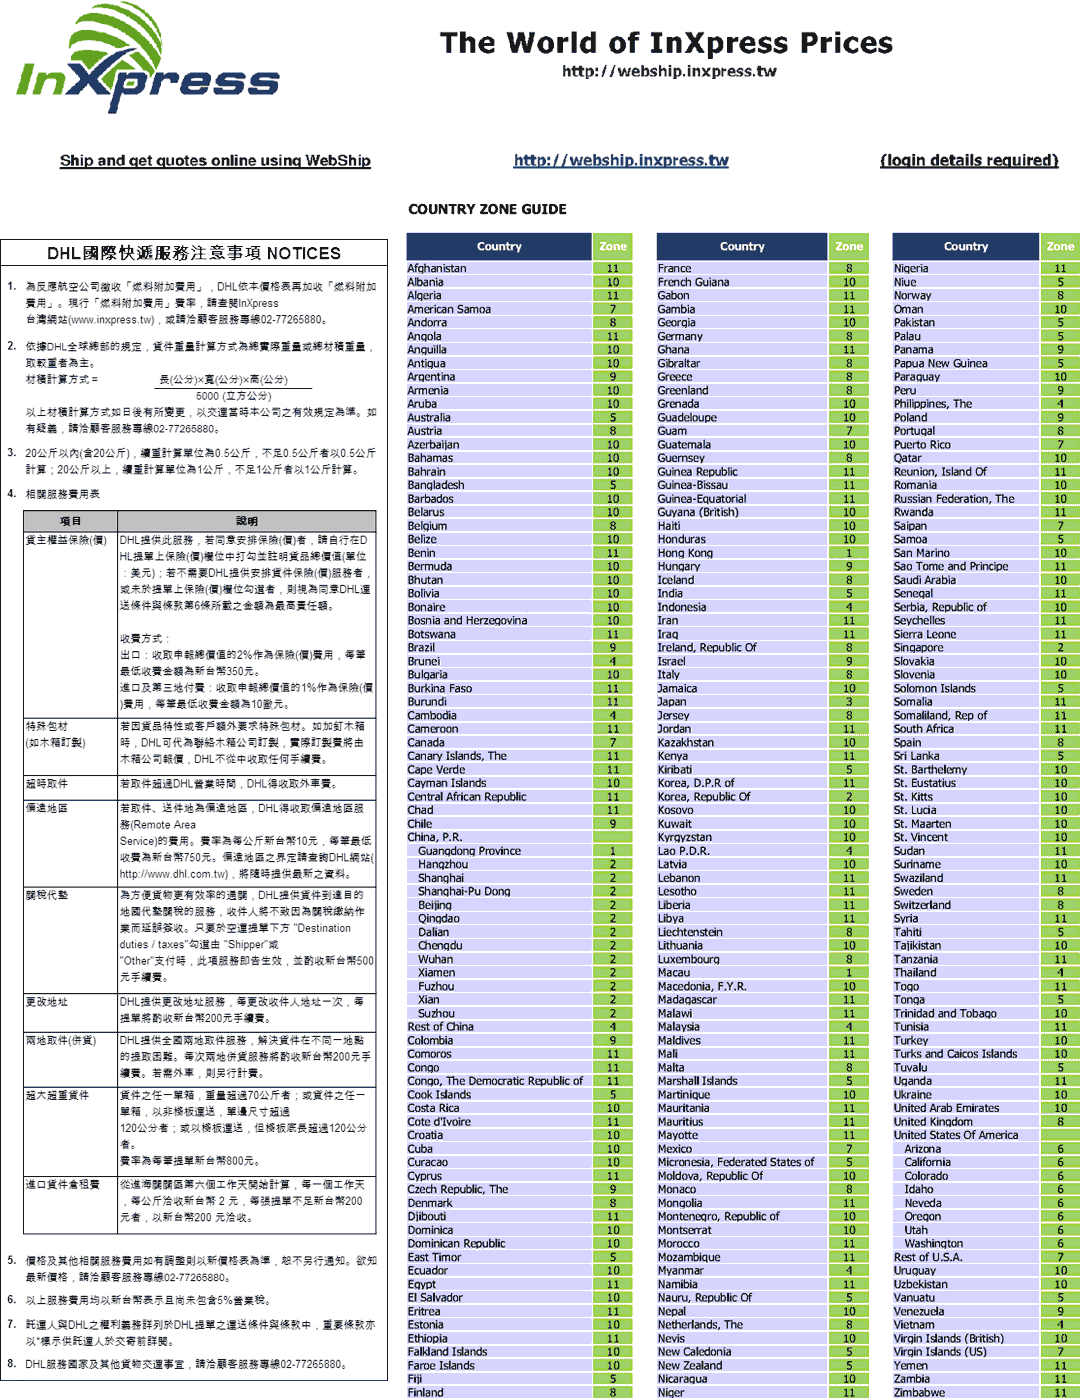 InXpress
The World of InXpress Prices
http://webship.inxpress.tw
Ship and get quotes online using WebShip
http://webship.inxpress.tw
(login details required)
COUNTRY ZONE GUIDE
DHL國際快遞服務注意事項 NOTICES
1. 為反應航空公司徵收「燃料附加費用」，DHL依本價格表再加收「燃料附加
費用」。現行「燃料附加費用」費率，請查閱InXpress
台灣網站(www.inxpress.tw)，或請洽顧客服務專線02-77265880。
2. 依據DHL全球總部的規定，貨件重量計算方式為總實際重量或總材積重量，
取較重者為主。
材積計算方式 = 長(公分)×寬(公分)×高(公分)
5000 (立方公分)
以上材積計算方式如日後有所變更，以交運當時本公司之有效規定為準。如
有疑義，請洽顧客服務專線02-77265880。
3. 20公斤以內(含20公斤)，續重計算單位為0.5公斤，不足0.5公斤者以0.5公斤
計算；20公斤以上，續重計算單位為1公斤，不足1公斤者以1公斤計算。
4. 相關服務費用表
項目 說明
貨主權益保險(價) DHL提供此服務，若同意安排保險(價)者，請自行在D
HL提單上保險(價)欄位中打勾並註明貨品總價值(單位
：美元)；若不需要DHL提供安排貨件保險(價)服務者，
或未於提單上保險(價)欄位勾選者，則視為同意DHL運
送條件與條款第6條所載之金額為最高責任額。
收費方式：
出口：收取申報總價值的2%作為保險(價)費用，每筆
最低收費金額為新台幣350元。
進口及第三地付費：收取申報總價值的1%作為保險(價
)費用，每筆最低收費金額為10歐元。
特殊包材
(如木箱訂製)
若因貨品特性或客戶額外要求特殊包材。如加釘木箱
時，DHL可代為聯絡木箱公司訂製，實際訂製費將由
木箱公司報價，DHL不從中收取任何手續費。
超時取件 若取件超過DHL營業時間，DHL得收取外車費。
偏遠地區 若取件、送件地為偏遠地區，DHL得收取偏遠地區服
務(Remote Area
Service)的費用。費率為每公斤新台幣10元，每筆最低
收費為新台幣750元。偏遠地區之界定請查詢DHL網站(
http://www.dhl.com.tw)，將隨時提供最新之資料。
關稅代墊 為方便貨物更有效率的通關，DHL提供貨件到達目的
地國代墊關稅的服務，收件人將不致因為關稅繳納作
業而延誤簽收。只要於空運提單下方 "Destination
duties / taxes"勾選由 "Shipper"或
"Other"支付時，此項服務即告生效，並酌收新台幣500
元手續費。
更改地址 DHL提供更改地址服務，每更改收件人地址一次，每
提單將酌收新台幣200元手續費。
兩地取件(併貨) DHL提供全國兩地取件服務，解決貨件在不同一地點
的提取困難。每次兩地併貨服務將酌收新台幣200元手
續費。若需外車，則另行計費。
超大超重貨件 貨件之任一單箱，重量超過70公斤者；或貨件之任一
單箱，以非棧板運送，單邊尺寸超過
120公分者；或以棧板運送，但棧板底長超過120公分
者。
費率為每筆提單新台幣800元。
進口貨件倉租費 從進海關關區第六個工作天開始計算，每一個工作天
，每公斤洽收新台幣 2 元，每張提單不足新台幣200
元者，以新台幣200 元洽收。
5. 價格及其他相關服務費用如有調整則以新價格表為準，恕不另行通知。欲知
最新價格，請洽顧客服務專線02-77265880。
6. 以上服務費用均以新台幣表示且尚未包含5%營業稅。
7. 託運人與DHL之權利義務詳列於DHL提單之運送條件與條款中，重要條款亦
以*標示供託運人於交寄前詳閱。
8. DHL服務國家及其他貨物交運事宜，請洽顧客服務專線02-77265880。
Country Zone
Afghanistan 11
Albania 10
Algeria 11
American Samoa 7
Andorra 8
Angola 11
Anguilla 10
Antigua 10
Argentina 9
Armenia 10
Aruba 10
Australia 5
Austria 8
Azerbaijan 10
Bahamas 10
Bahrain 10
Bangladesh 5
Barbados 10
Belarus 10
Belgium 8
Belize 10
Benin 11
Bermuda 10
Bhutan 10
Bolivia 10
Bonaire 10
Bosnia and Herzegovina 10
Botswana 11
Brazil 9
Brunei 4
Bulgaria 10
Burkina Faso 11
Burundi 11
Cambodia 4
Cameroon 11
Canada 7
Canary Islands, The 11
Cape Verde 11
Cayman Islands 10
Central African Republic 11
Chad 11
Chile 9
China, P.R.
Guangdong Province 1
Hangzhou 2
Shanghai 2
Shanghai-Pu Dong 2
Beijing 2
Qingdao 2
Dalian 2
Chengdu 2
Wuhan 2
Xiamen 2
Fuzhou 2
Xian 2
Suzhou 2
Rest of China 4
Colombia 9
Comoros 11
Congo 11
Congo, The Democratic Republic of 11
Cook Islands 5
Costa Rica 10
Cote d'Ivoire 11
Croatia 10
Cuba 10
Curacao 10
Cyprus 11
Czech Republic, The 9
Denmark 8
Djibouti 11
Dominica 10
Dominican Republic 10
East Timor 5
Ecuador 10
Egypt 11
El Salvador 10
Eritrea 11
Estonia 10
Ethiopia 11
Falkland Islands 10
Faroe Islands 10
Fiji 5
Finland 8
Country Zone
France 8
French Guiana 10
Gabon 11
Gambia 11
Georgia 10
Germany 8
Ghana 11
Gibraltar 8
Greece 8
Greenland 8
Grenada 10
Guadeloupe 10
Guam 7
Guatemala 10
Guernsey 8
Guinea Republic 11
Guinea-Bissau 11
Guinea-Equatorial 11
Guyana (British) 10
Haiti 10
Honduras 10
Hong Kong 1
Hungary 9
Iceland 8
India 5
Indonesia 4
Iran 11
Iraq 11
Ireland, Republic Of 8
Israel 9
Italy 8
Jamaica 10
Japan 3
Jersey 8
Jordan 11
Kazakhstan 10
Kenya 11
Kiribati 5
Korea, D.P.R of 11
Korea, Republic Of 2
Kosovo 10
Kuwait 10
Kyrgyzstan 10
Lao P.D.R. 4
Latvia 10
Lebanon 11
Lesotho 11
Liberia 11
Libya 11
Liechtenstein 8
Lithuania 10
Luxembourg 8
Macau 1
Macedonia, F.Y.R. 10
Madagascar 11
Malawi 11
Malaysia 4
Maldives 11
Mali 11
Malta 8
Marshall Islands 5
Martinique 10
Mauritania 11
Mauritius 11
Mayotte 11
Mexico 7
Micronesia, Federated States of 5
Moldova, Republic Of 10
Monaco 8
Mongolia 11
Montenegro, Republic of 10
Montserrat 10
Morocco 11
Mozambique 11
Myanmar 4
Namibia 11
Nauru, Republic Of 5
Nepal 10
Netherlands, The 8
Nevis 10
New Caledonia 5
New Zealand 5
Nicaragua 10
Niger 11
Country Zone
Nigeria 11
Niue 5
Norway 8
Oman 10
Pakistan 5
Palau 5
Panama 9
Papua New Guinea 5
Paraguay 10
Peru 9
Philippines, The 4
Poland 9
Portugal 8
Puerto Rico 7
Qatar 10
Reunion, Island Of 11
Romania 10
Russian Federation, The 10
Rwanda 11
Saipan 7
Samoa 5
San Marino 10
Sao Tome and Principe 11
Saudi Arabia 10
Senegal 11
Serbia, Republic of 10
Seychelles 11
Sierra Leone 11
Singapore 2
Slovakia 10
Slovenia 10
Solomon Islands 5
Somalia 11
Somaliland, Rep of 11
South Africa 11
Spain 8
Sri Lanka 5
St. Barthelemy 10
St. Eustatius 10
St. Kitts 10
St. Lucia 10
St. Maarten 10
St. Vincent 10
Sudan 11
Suriname 10
Swaziland 11
Sweden 8
Switzerland 8
Syria 11
Tahiti 5
Tajikistan 10
Tanzania 11
Thailand 4
Togo 11
Tonga 5
Trinidad and Tobago 10
Tunisia 11
Turkey 10
Turks and Caicos Islands 10
Tuvalu 5
Uganda 11
Ukraine 10
United Arab Emirates 10
United Kingdom 8
United States Of America
Arizona 6
California 6
Colorado 6
Idaho 6
Neveda 6
Oregon 6
Utah 6
Washington 6
Rest of U.S.A. 7
Uruguay 10
Uzbekistan 10
Vanuatu 5
Venezuela 9
Vietnam 4
Virgin Islands (British) 10
Virgin Islands (US) 7
Yemen 11
Zambia 11
Zimbabwe 11